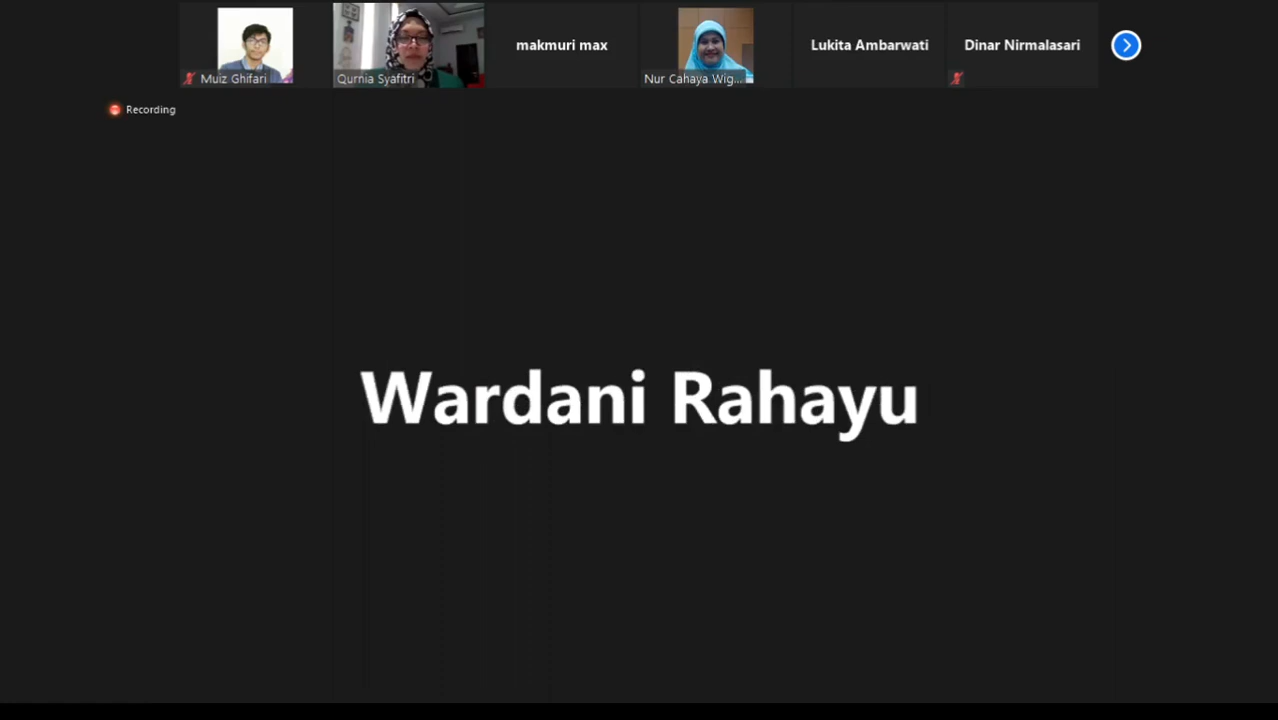 makmuri max
Lukita Ambarwati
Dinar Nirmalasari
Muiz Ghifari
Qurnia Syafitri
Nur Cahaya Wig...
Recording
Wardani Rahayu